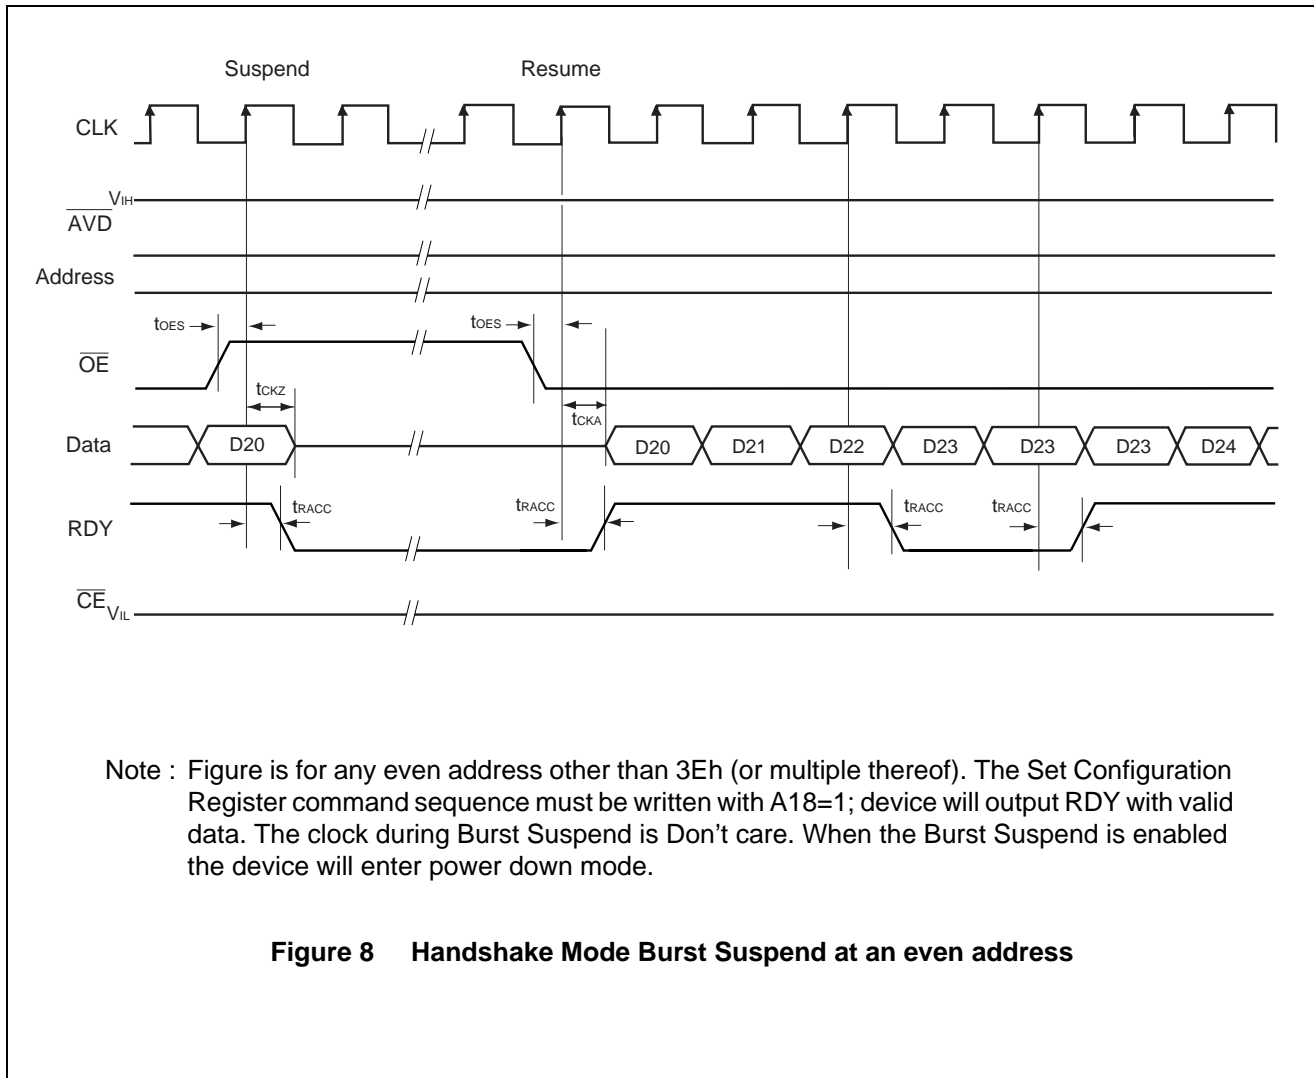 Suspend Resume
CLK
VIH
AVD
Address
tOES tOES
OE
tCKZ
tCKA
Data D20 D20 D21 D22 D23 D23 D23 D24
tRACC tRACC tRACC tRACC
RDY
CE
VIL
Note : Figure is for any even address other than 3Eh (or multiple thereof). The Set Configuration
Register command sequence must be written with A18=1; device will output RDY with valid
data. The clock during Burst Suspend is Don't care. When the Burst Suspend is enabled
the device will enter power down mode.
Figure 8 Handshake Mode Burst Suspend at an even address